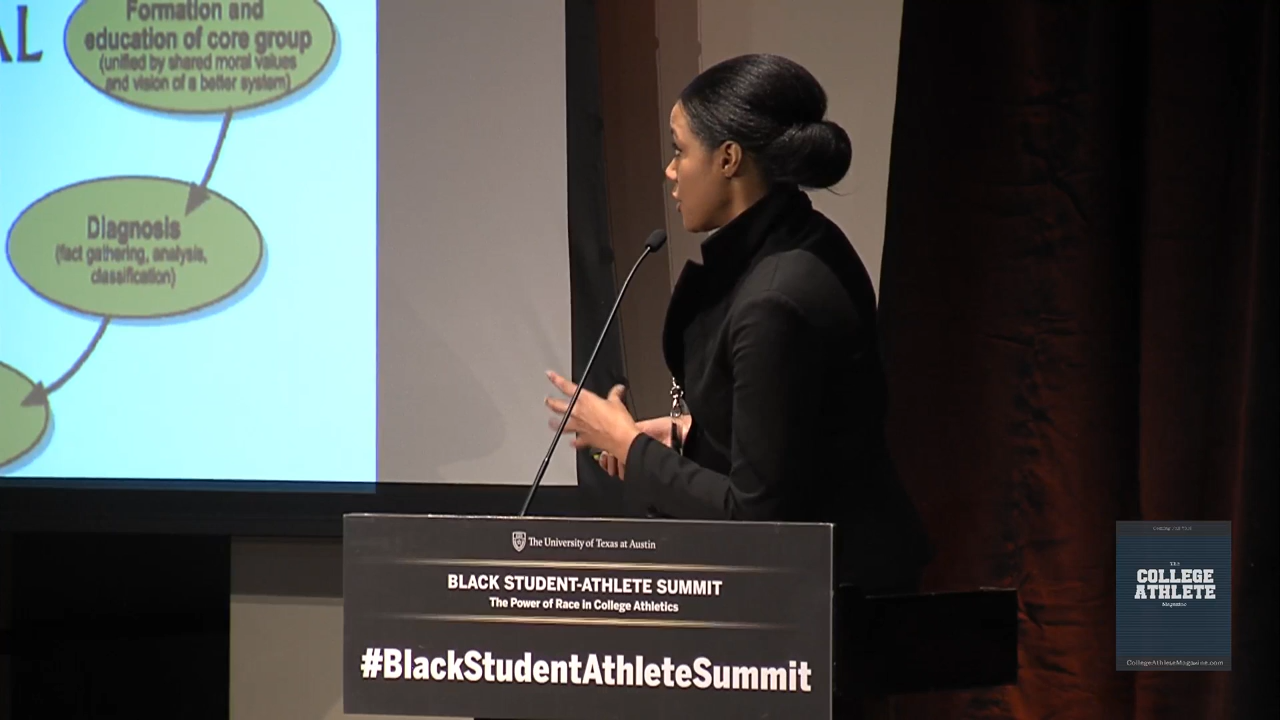 AL
Formation and
education of core group
(unified by shared moral values
and vision of a better system)
Diagnosis
(fact gathering, analysis,
classification)
The University of Texas at Austin
BLACK STUDENT-ATHLETE SUMMIT
The Power of Race in College Athletics
#BlackStudentAthleteSummit
THE
COLLEGE
ATHLETE
Magazine
CollegeAthleteMagazine.com